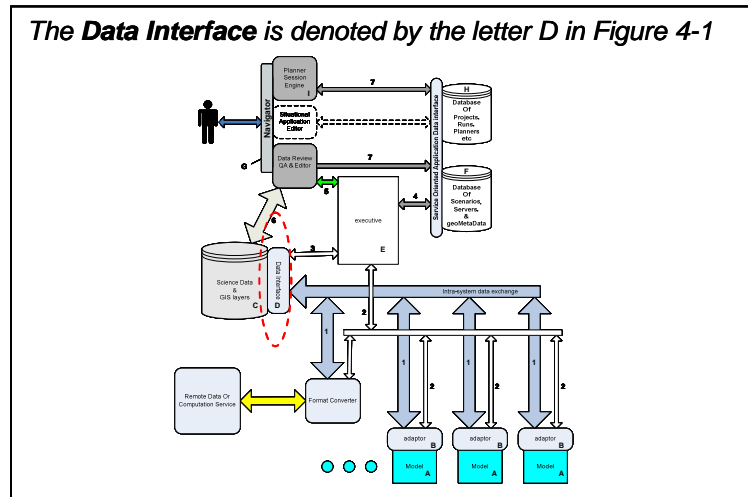 The Data Interface is denoted by the letter D in Figure 4-1
Planner
Session
Engine
I
Navigator
Situational
Application
Editor
Data Review
QA & Editor
G
7
7
Service Oriented Application Data interface
H
Database
Of
Projects,
Runs,
Planners
etc
F
Database
of
Scenarios,
Servers, &
geoMetaData
5
4
6
executive
E
3
Science Data
&
GIS layers
C
Data Interface
D
Intra-system data exchange
2
1
1
1
1
2
2
2
Remote Data Or
Computation Service
Format Converter
adaptor
B
adaptor
B
adaptor
B
Model
A
Model
A
Model
A